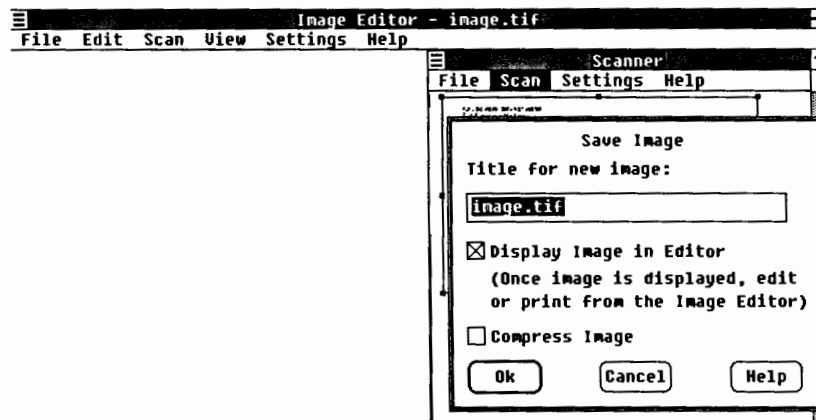 Image Editor - image.tif
File Edit Scan View Settings Help
Scanner
File Scan Settings Help
Save Image
Title for new image:
image.tif
Display Image in Editor
(Once image is displayed, edit
or print from the Image Editor)
Compress Image
Ok Cancel Help